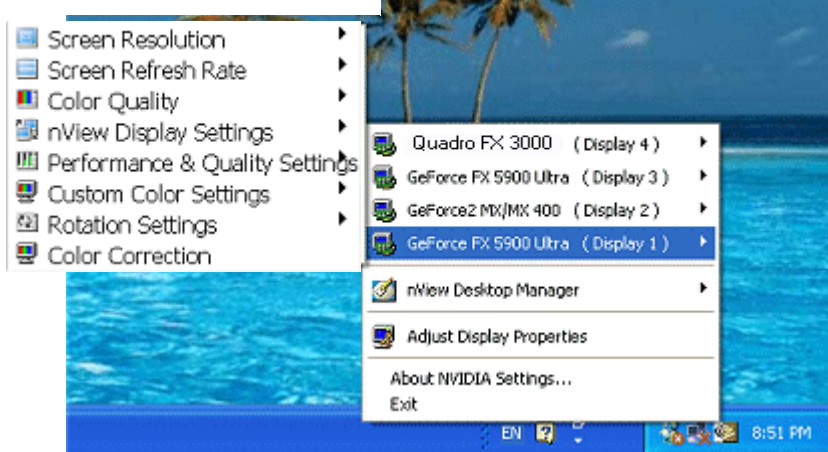 Screen Resolution
Screen Refresh Rate
Color Quality
nView Display Settings
Performance & Quality Settings
Custom Color Settings
Rotation Settings
Color Correction
Quadro FX 3000 ( Display 4 )
GeForce FX 5900 Ultra ( Display 3 )
GeForce2 MX/MX 400 ( Display 2 )
GeForce FX 5900 Ultra ( Display 1 )
nView Desktop Manager
Adjust Display Properties
About NVIDIA Settings...
Exit
EN
8:51 PM